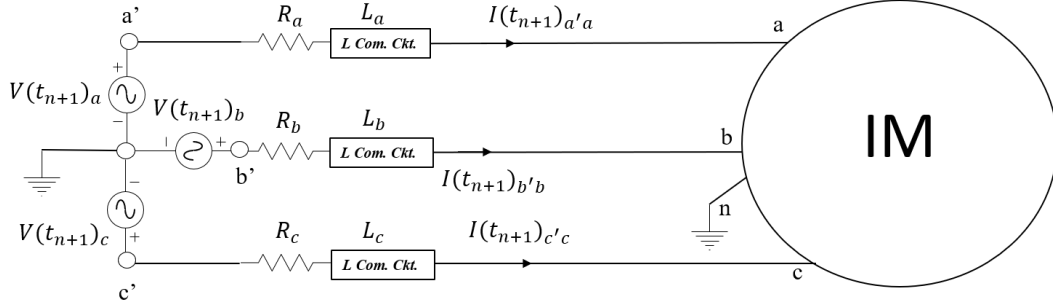 a’ R_a L_a I(t_{n+1})_{a′a} a
L Com. Ckt.
+
V(t_{n+1})_a V(t_{n+1})_b R_b L_b
−
− + L Com. Ckt. b IM
b’ I(t_{n+1})_{b′b}
−
n
V(t_{n+1})_c R_c L_c I(t_{n+1})_{c′c}
+
L Com. Ckt. c
c’